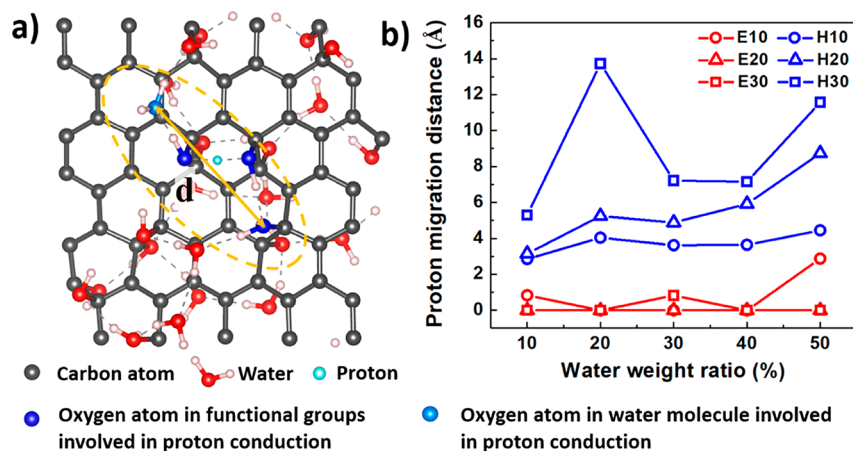 a)
d
Carbon atom
Water
Proton
Oxygen atom in functional groups
involved in proton conduction
Oxygen atom in water molecule involved
in proton conduction
b)
Proton migration distance (Å)
16
14
12
10
8
6
4
2
0
E10 H10
E20 H20
E30 H30
10 20 30 40 50
Water weight ratio (%)